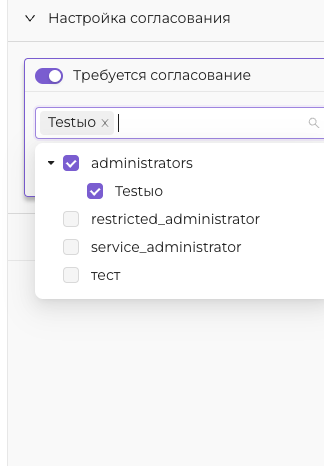 Настройка согласования
Требуется согласование
Testыо
administrators
Testыо
restricted_administrator
service_administrator
тест